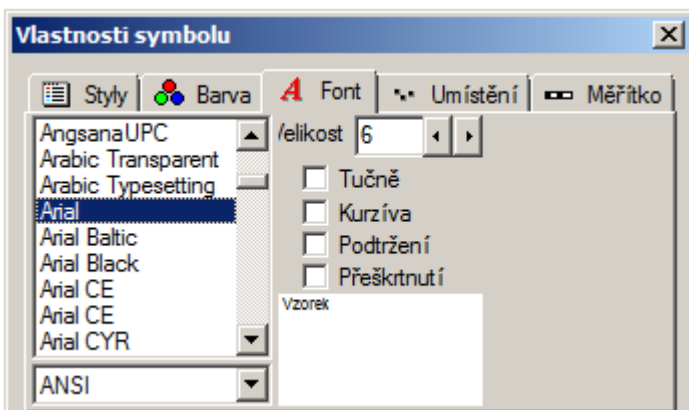 Vlastnosti symbolu
Styly Barva A Font Umístění Měřítko
AngsanaUPC
Arabic Transparent
Arabic Typesetting
Arial
Arial Baltic
Arial Black
Arial CE
Arial CE
Arial CYR
ANSI
/elikost 6
Tučně
Kurzíva
Podtržení
Přeškrtnutí
Vzorek